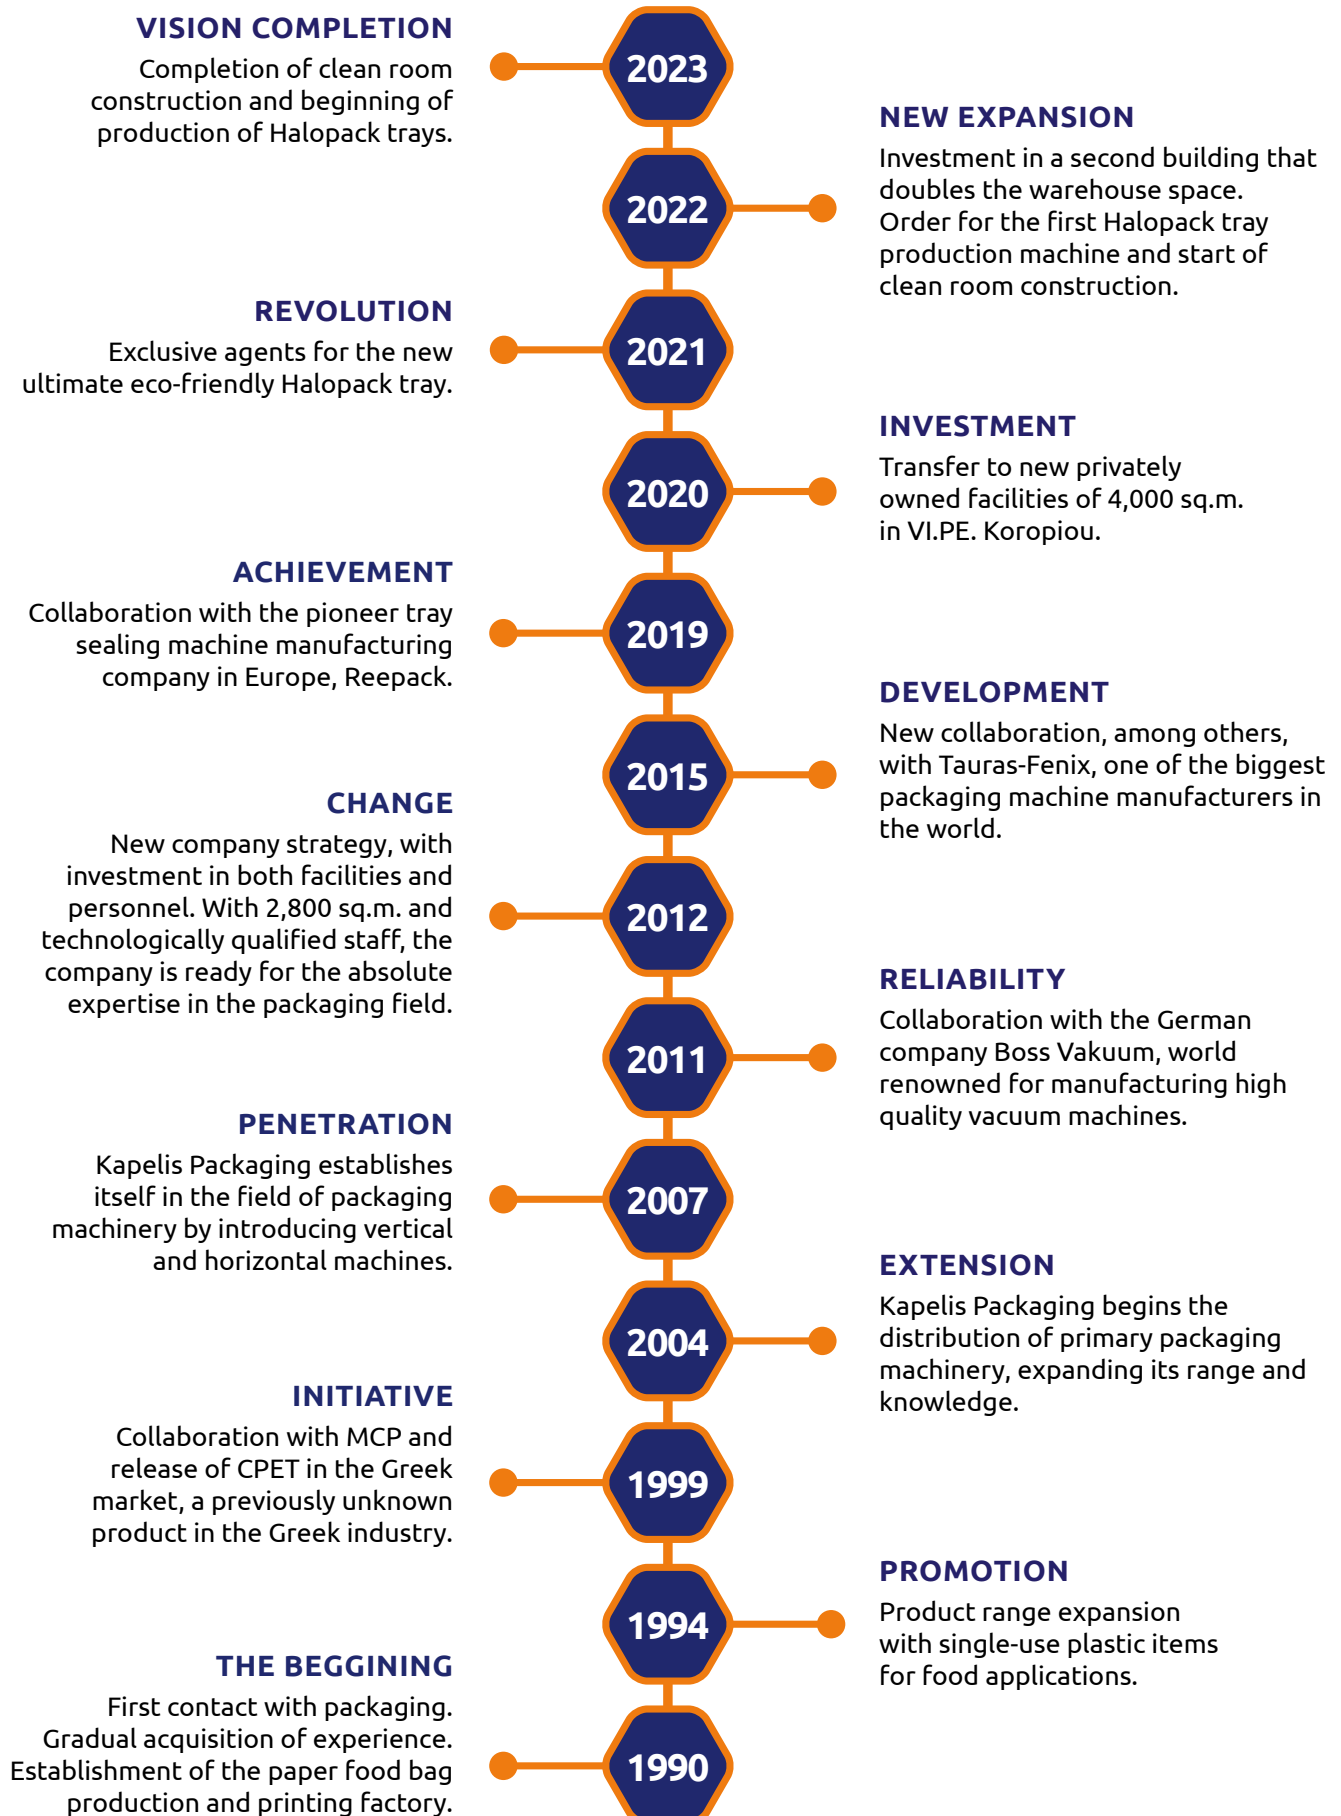 VISION COMPLETION
Completion of clean room
construction and beginning of
production of Halopack trays.
2023
NEW EXPANSION
Investment in a second building that
doubles the warehouse space.
Order for the first Halopack tray
production machine and start of
clean room construction.
2022
REVOLUTION
Exclusive agents for the new
ultimate eco-friendly Halopack tray.
2021
INVESTMENT
Transfer to new privately
owned facilities of 4,000 sq.m.
in VI.PE. Koropiou.
2020
ACHIEVEMENT
Collaboration with the pioneer tray
sealing machine manufacturing
company in Europe, Reepack.
2019
DEVELOPMENT
New collaboration, among others,
with Tauras-Fenix, one of the biggest
packaging machine manufacturers in
the world.
2015
CHANGE
New company strategy, with
investment in both facilities and
personnel. With 2,800 sq.m. and
technologically qualified staff, the
company is ready for the absolute
expertise in the packaging field.
2012
RELIABILITY
Collaboration with the German
company Boss Vakuum, world
renowned for manufacturing high
quality vacuum machines.
2011
PENETRATION
Kapelis Packaging establishes
itself in the field of packaging
machinery by introducing vertical
and horizontal machines.
2007
EXTENSION
Kapelis Packaging begins the
distribution of primary packaging
machinery, expanding its range and
knowledge.
2004
INITIATIVE
Collaboration with MCP and
release of CPET in the Greek
market, a previously unknown
product in the Greek industry.
1999
PROMOTION
Product range expansion
with single-use plastic items
for food applications.
1994
THE BEGGINING
First contact with packaging.
Gradual acquisition of experience.
Establishment of the paper food bag
production and printing factory.
1990